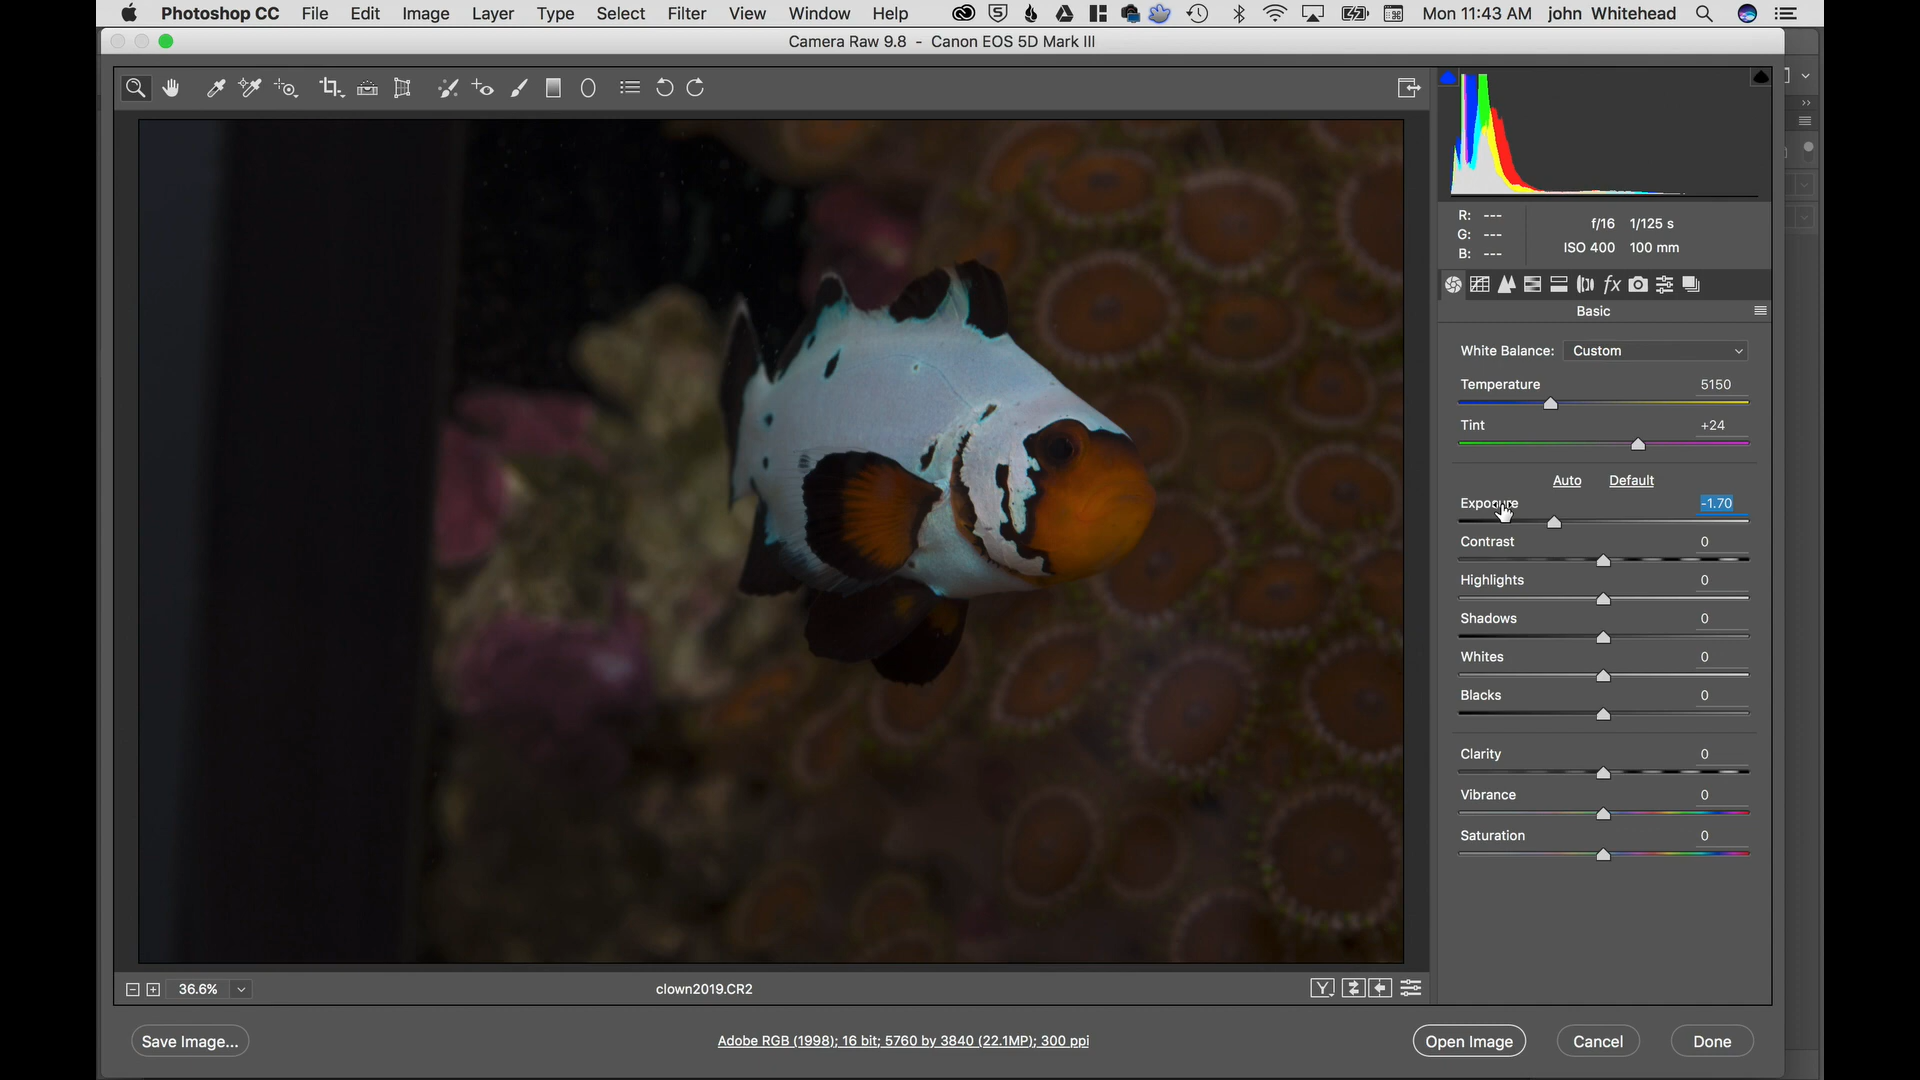 Photoshop CC File Edit Image Layer Type Select Filter View Window Help Mon 11:43 AM john Whitehead
Camera Raw 9.8 - Canon EOS 5D Mark III
R: ---
G: ---
B: ---
f/16 1/125 s
ISO 400 100 mm
fx
Basic
White Balance: Custom
Temperature 5150
Tint +24
Auto Default
Exposure -1.70
Contrast 0
Highlights 0
Shadows 0
Whites 0
Blacks 0
Clarity 0
Vibrance 0
Saturation 0
36.6% clown2019.CR2 Y
Save Image... Adobe RGB (1998); 16 bit; 5760 by 3840 (22.1MP); 300 ppi Open Image Cancel Done